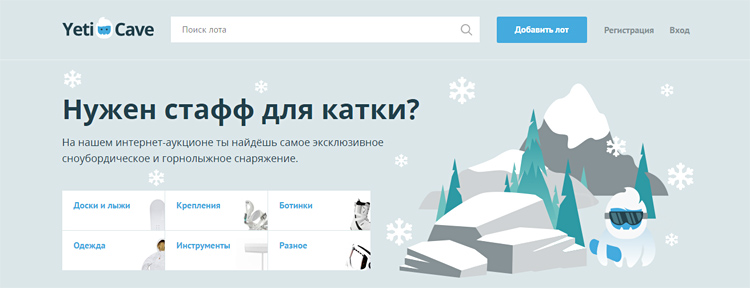 Yeti Cave
Поиск лота
Добавить лот
Регистрация
Вход
Нужен стафф для катки?
На нашем интернет-аукционе ты найдёшь самое эксклюзивное
сноубордическое и горнолыжное снаряжение.
Доски и лыжи
Крепления
Ботинки
Одежда
Инструменты
Разное